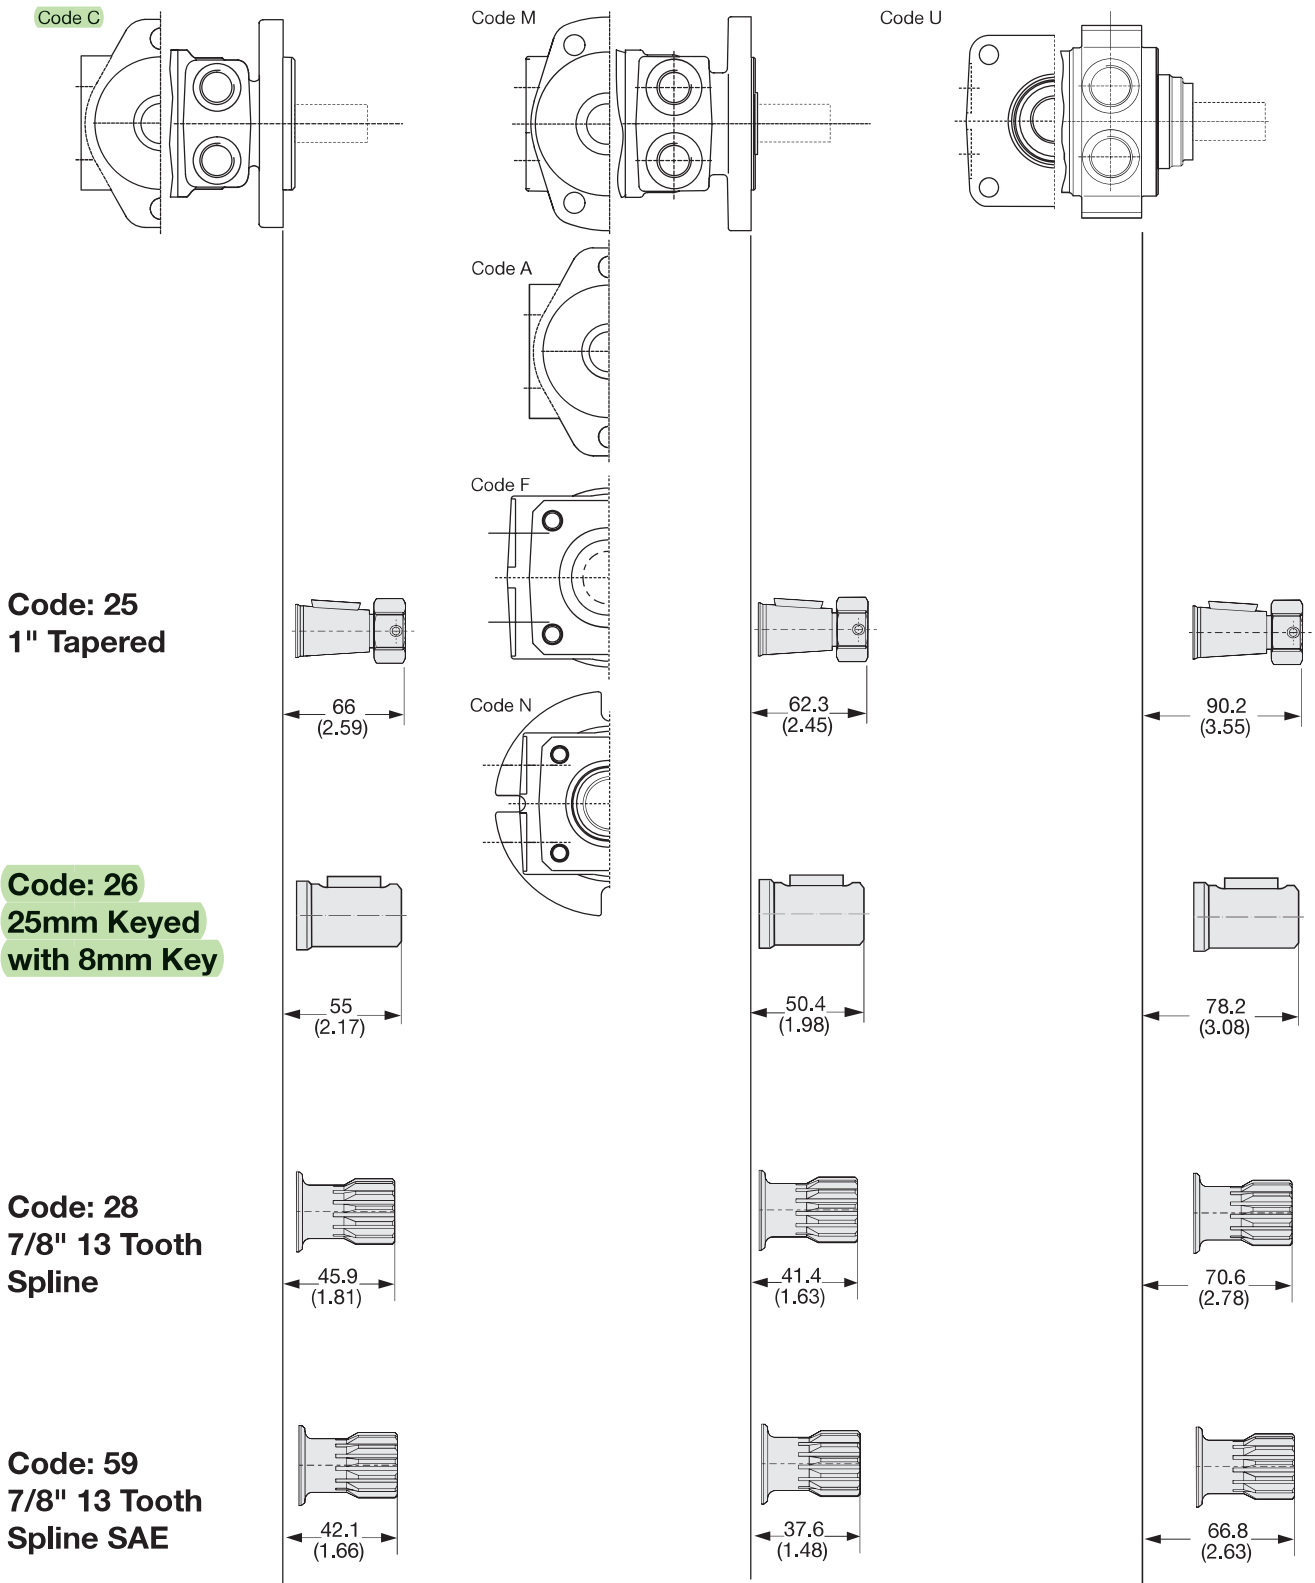 Code C
Code M
Code U
Code A
Code F
Code: 25
1" Tapered
66
(2.59)
62.3
(2.45)
90.2
(3.55)
Code N
Code: 26
25mm Keyed
with 8mm Key
55
(2.17)
50.4
(1.98)
78.2
(3.08)
Code: 28
7/8" 13 Tooth
Spline
45.9
(1.81)
41.4
(1.63)
70.6
(2.78)
Code: 59
7/8" 13 Tooth
Spline SAE
42.1
(1.66)
37.6
(1.48)
66.8
(2.63)